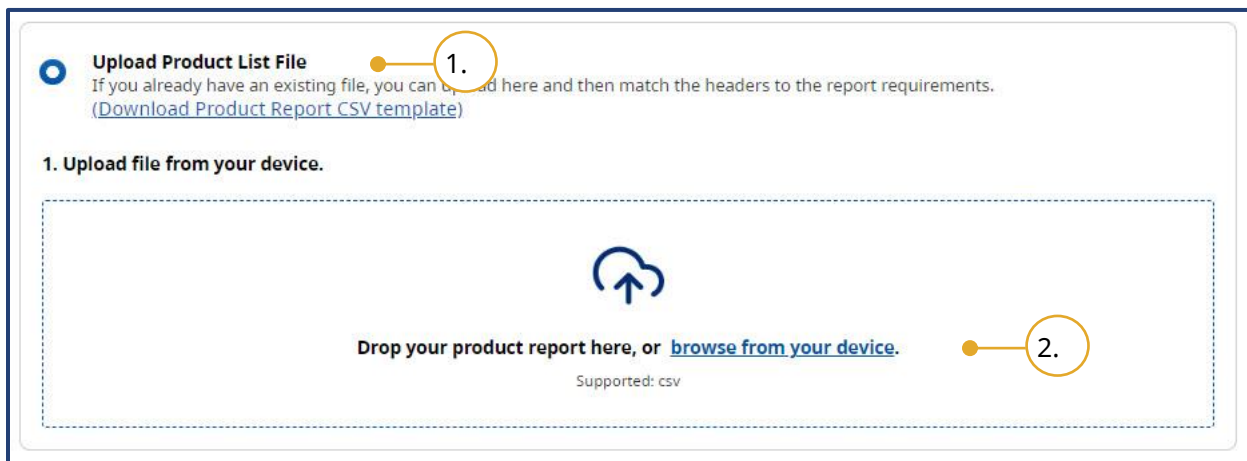 Upload Product List File
1.
If you already have an existing file, you can upload here and then match the headers to the report requirements.
(Download Product Report CSV template)
1. Upload file from your device.
Drop your product report here, or browse from your device.
2.
Supported: csv